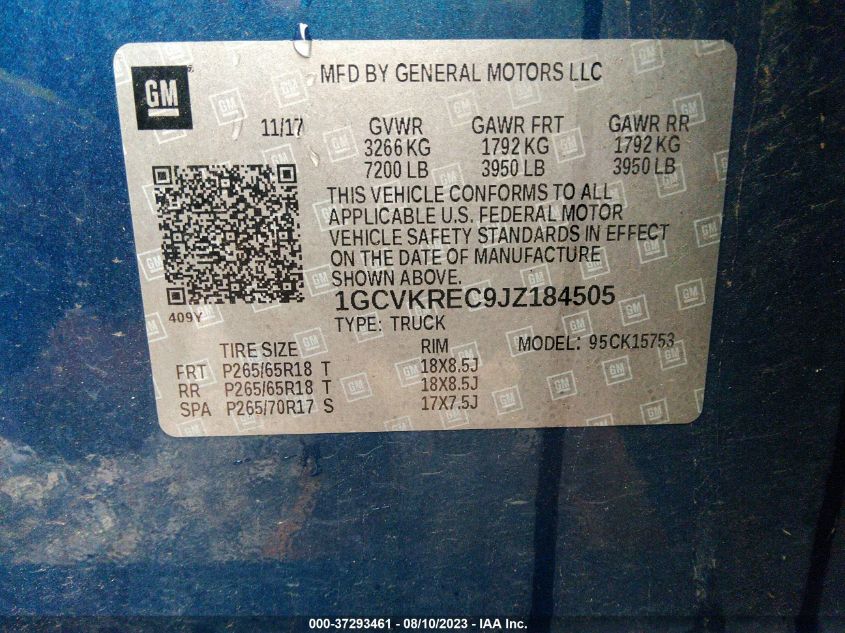 GM
MFD BY GENERAL MOTORS LLC
11/17 GVWR GAWR FRT GAWR RR
3266 KG 1792 KG 1792 KG
7200 LB 3950 LB 3950 LB
THIS VEHICLE CONFORMS TO ALL
APPLICABLE U.S. FEDERAL MOTOR
VEHICLE SAFETY STANDARDS IN EFFECT
ON THE DATE OF MANUFACTURE
SHOWN ABOVE.
1GCVKREC9JZ184505
409Y
TYPE: TRUCK MODEL: 95CK15753
TIRE SIZE RIM
FRT P265/65R18 T 18X8.5J
RR P265/65R18 T 18X8.5J
SPA P265/70R17 S 17X7.5J
000-37293461 - 08/10/2023 - IAA Inc.